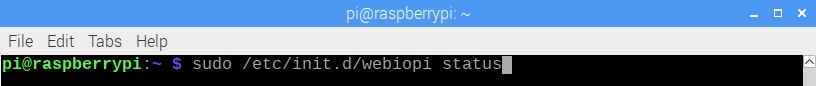 pi@raspberrypi: ~
File Edit Tabs Help
pi@raspberrypi:~ $ sudo /etc/init.d/webiopi status